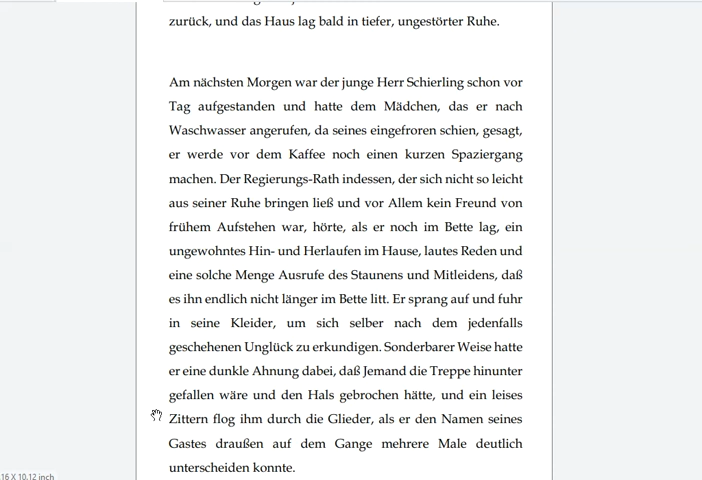 zurück, und das Haus lag bald in tiefer, ungestörter Ruhe.
Am nächsten Morgen war der junge Herr Schierling schon vor
Tag aufgestanden und hatte dem Mädchen, das er nach
Waschwasser angerufen, da seines eingefroren schien, gesagt,
er werde vor dem Kaffee noch einen kurzen Spaziergang
machen. Der Regierungs-Rath indessen, der sich nicht so leicht
aus seiner Ruhe bringen ließ und vor Allem kein Freund von
frühem Aufstehen war, hörte, als er noch im Bette lag, ein
ungewohntes Hin- und Herlaufen im Hause, lautes Reden und
eine solche Menge Ausrufe des Staunens und Mitleidens, daß
es ihn endlich nicht länger im Bette litt. Er sprang auf und fuhr
in seine Kleider, um sich selber nach dem jedenfalls
geschehenen Unglück zu erkundigen. Sonderbarer Weise hatte
er eine dunkle Ahnung dabei, daß Jemand die Treppe hinunter
gefallen wäre und den Hals gebrochen hätte, und ein leises
Zittern flog ihm durch die Glieder, als er den Namen seines
Gastes draußen auf dem Gange mehrere Male deutlich
unterscheiden konnte.
16 X 10.12 inch